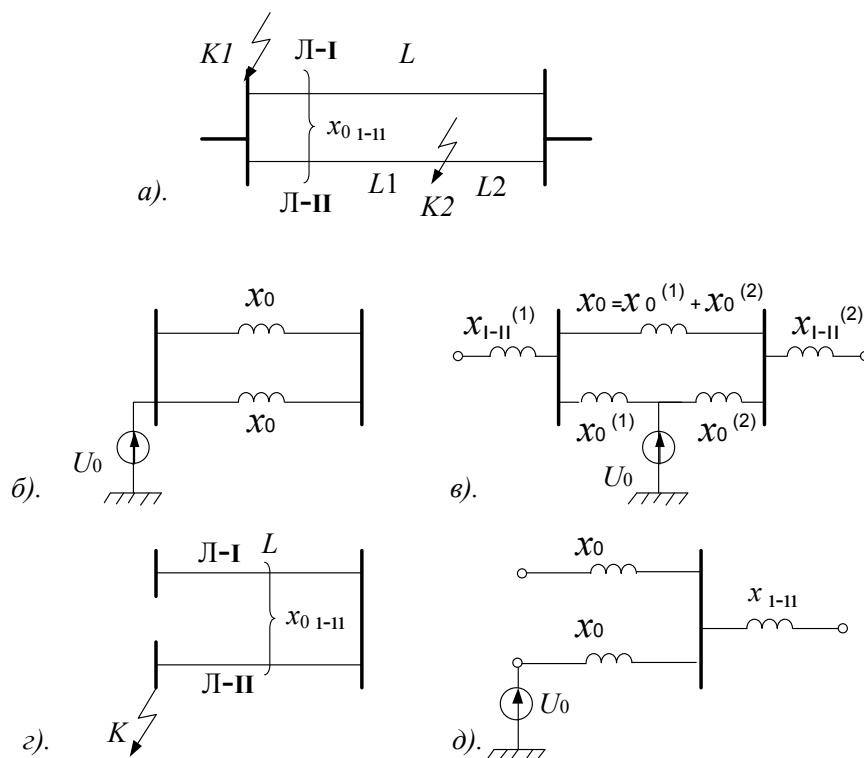 K1
Л-I
L
x0 1-11
а).
Л-II
L1
K2
L2
x0
x0
U0
б).
xI-II(1)
x0 =x 0 (1) + x0 (2)
xI-II(2)
x0(1)
x0(2)
U0
в).
Л-I
L
x0 1-11
Л-II
K
г).
x0
x 1-11
x0
U0
д).